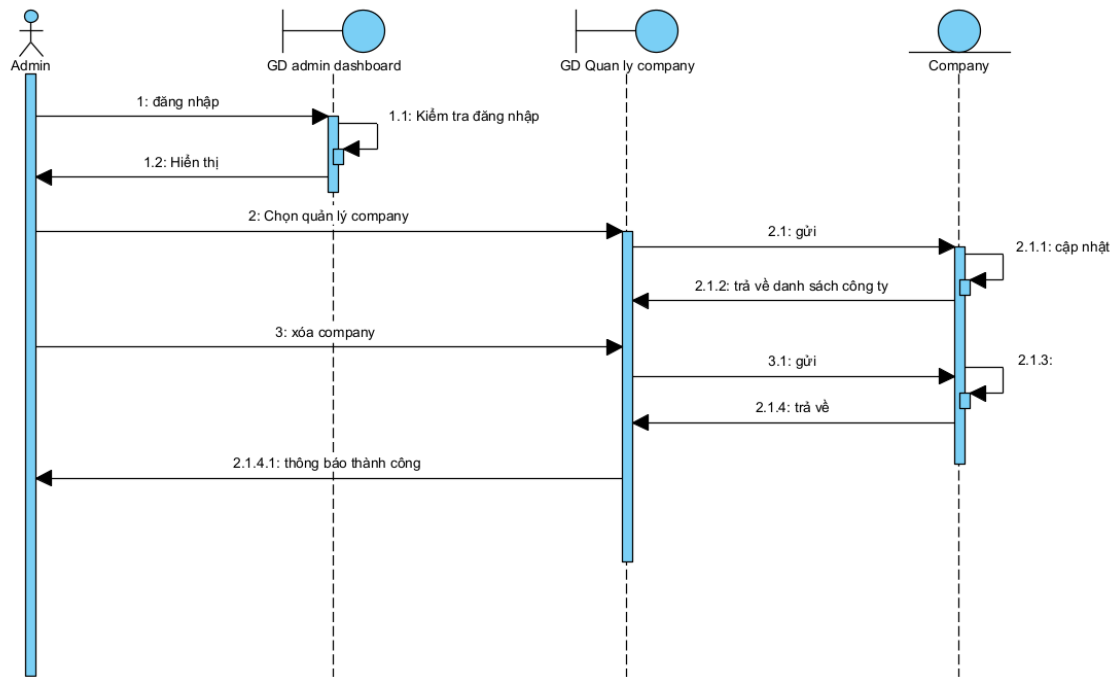 Admin
GD admin dashboard
GD Quan ly company
Company
1: đăng nhập
1.1: Kiểm tra đăng nhập
1.2: Hiển thị
2: Chọn quản lý company
2.1: gửi
2.1.1: cập nhật
2.1.2: trả về danh sách công ty
3: xóa company
3.1: gửi
2.1.3:
2.1.4: trả về
2.1.4.1: thông báo thành công